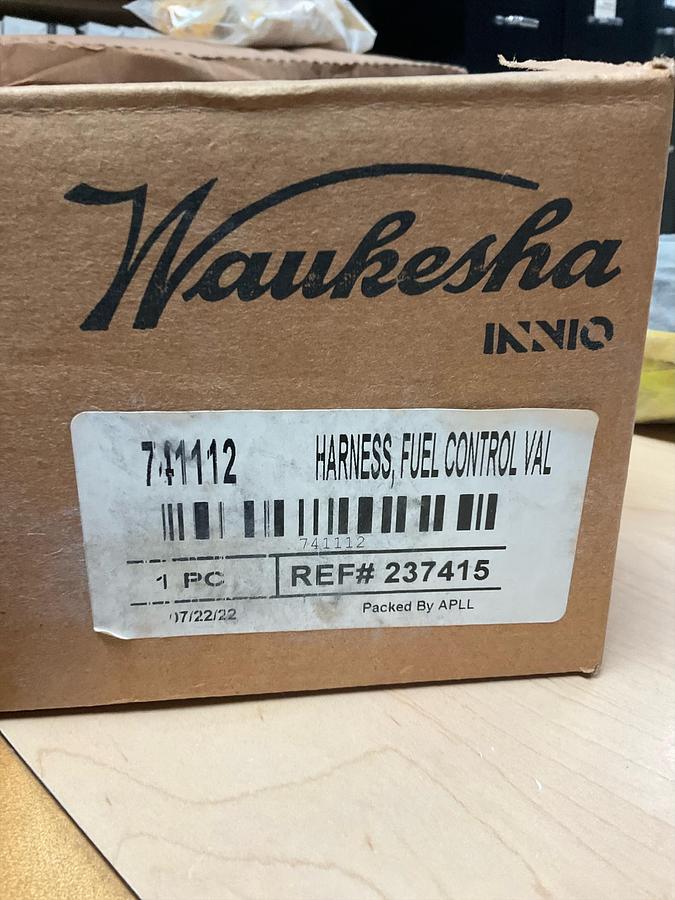 Waukesha
INNIO
741112 HARNESS, FUEL CONTROL VAL
741112
1 PC REF# 237415
07/22/22 Packed By APLL